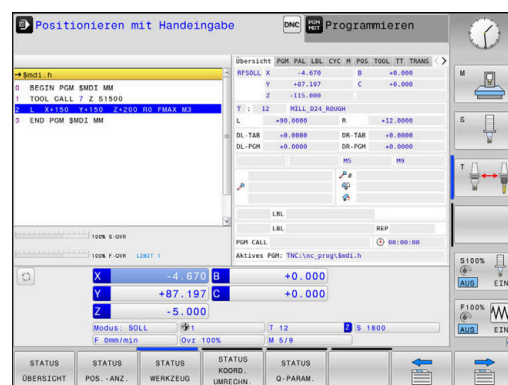 Positionieren mit Handeingabe
DNC
PGM MGT
Programmieren
→$mdi.h
0 BEGIN PGM $MDI MM
1 TOOL CALL 7 Z S1500
2 L X+150 Y+150 Z+200 R0 FMAX M3
3 END PGM $MDI MM
100% S-OVR
100% F-OVR LIMIT 1
Übersicht PGM PAL LBL CYC M POS TOOL TT TRANS
RFSOLL X -4.670 B +0.000
Y +87.197 C +0.000
Z -115.000
T : 12 MILL_D24_ROUGH
L +90.0000 R +12.0000
DL-TAB +0.0000 DR-TAB +0.0000
DL-PGM +0.0000 DR-PGM +0.0000
M5 M9
LBL
LBL REP
PGM CALL 00:00:00
Aktives PGM: TNC:\nc_prog\$mdi.h
X -4.670 B +0.000
Y +87.197 C +0.000
Z -5.000
Modus: SOLL 1 T 12 Z S 1800
F 0mm/min Ovr 100% M 5/9
M
S
T
S100%
AUS EIN
F100%
AUS EIN
STATUS ÜBERSICHT
STATUS POS.-ANZ.
STATUS WERKZEUG
STATUS KOORD. UMRECHN.
STATUS Q-PARAM.